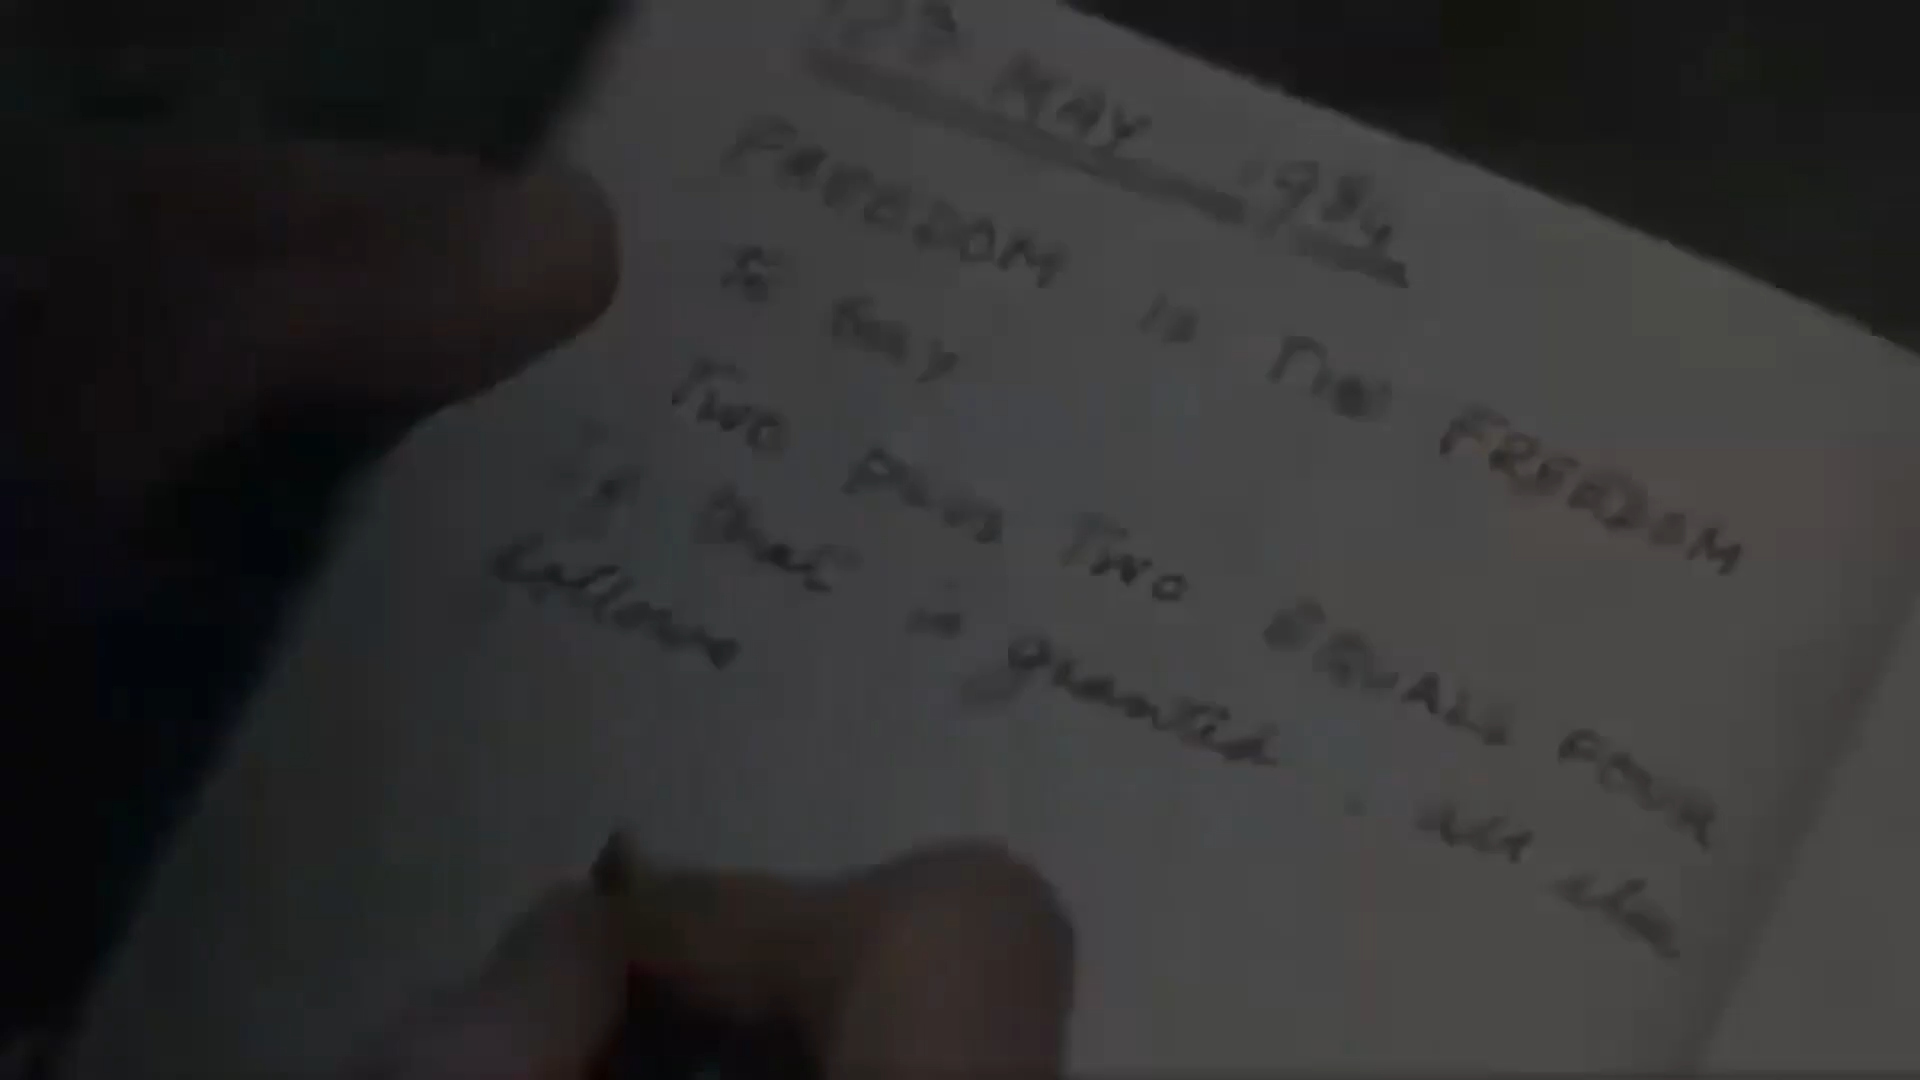 MAY 1984
FREEDOM is The FREEDOM
To Say
TWO PLUS TWO EQUALS FOUR
If that is granted all else
follows